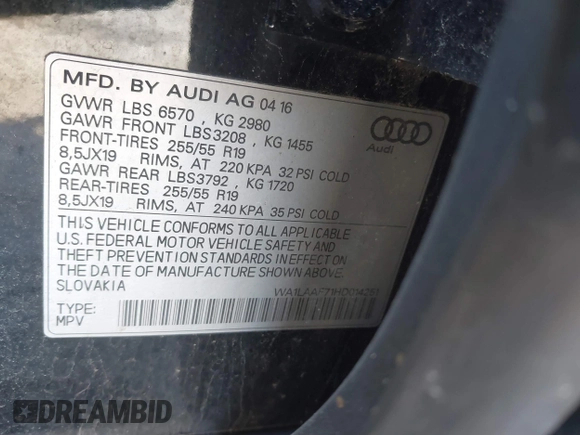 MFD. BY AUDI AG 04 16
GVWR LBS 6570 , KG 2980
GAWR FRONT LBS3208 , KG 1455
FRONT-TIRES 255/55 R19
8,5JX19 RIMS, AT 220 KPA 32 PSI COLD
GAWR REAR LBS3792 , KG 1720
REAR-TIRES 255/55 R19
8,5JX19 RIMS, AT 240 KPA 35 PSI COLD
THIS VEHICLE CONFORMS TO ALL APPLICABLE
U.S. FEDERAL MOTOR VEHICLE SAFETY AND
THEFT PREVENTION STANDARDS IN EFFECT ON
THE DATE OF MANUFACTURE SHOWN ABOVE.
SLOVAKIA
TYPE:
MPV
Audi
DREAMBID